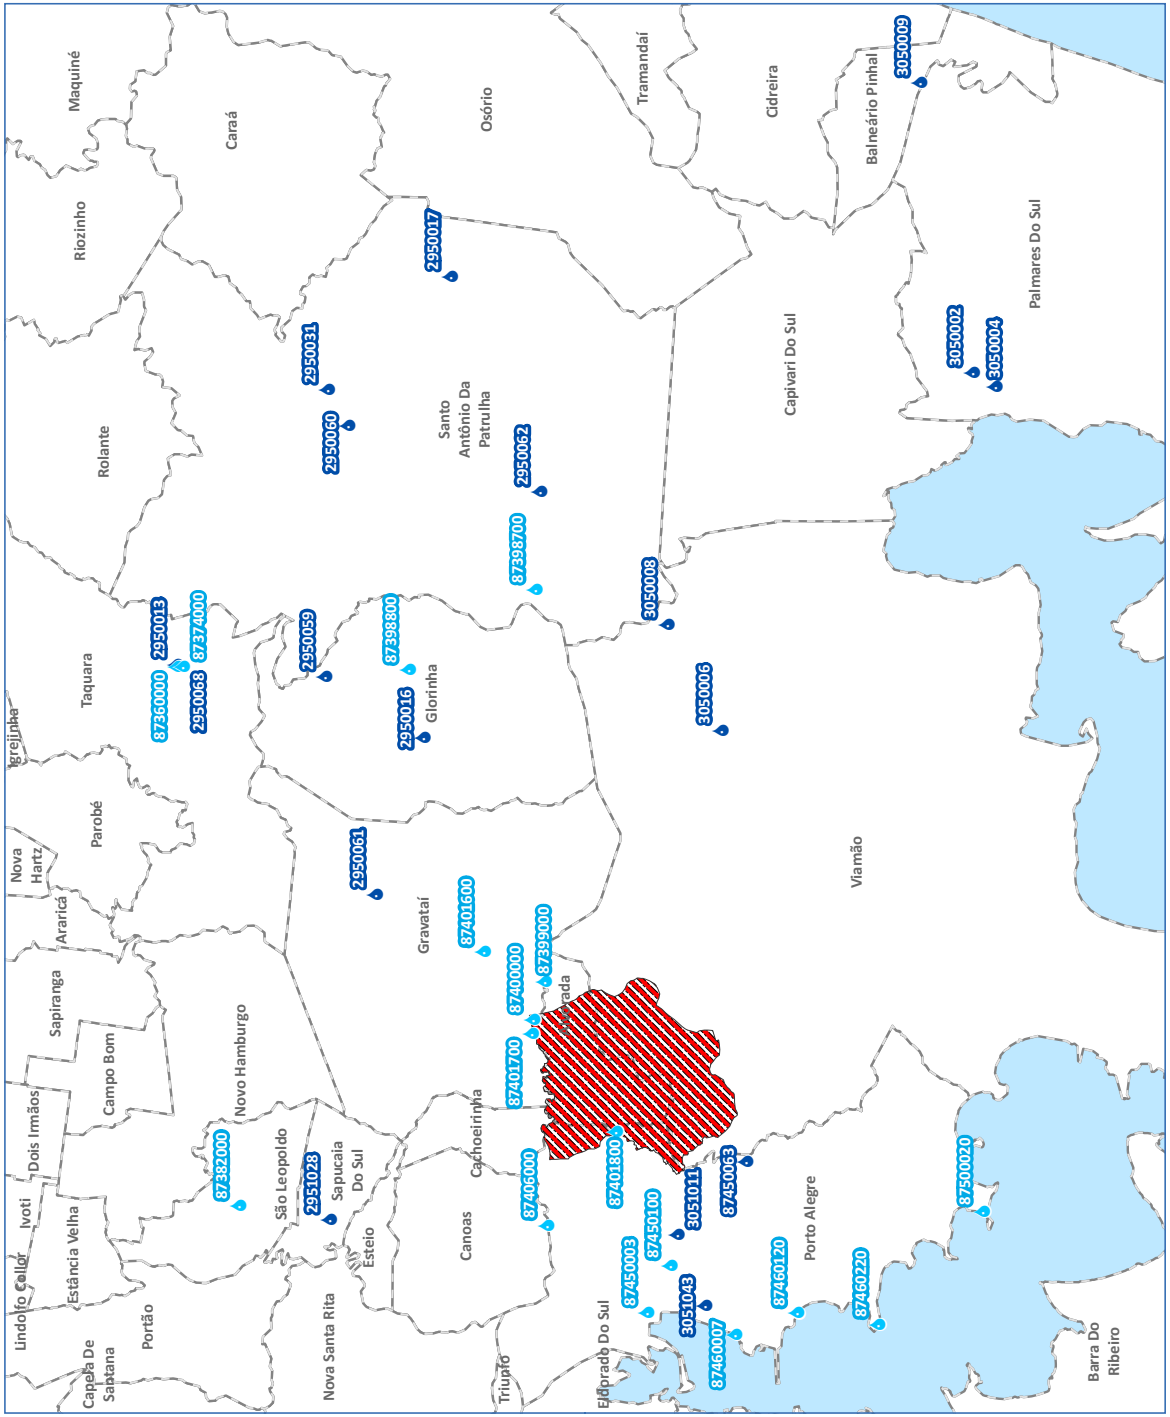 Lindolfo Collor
Ivoti
Dois Irmãos
Nova
Hartz
Igrejinha
Capela De
Santana
Estância Velha
Sapiranga
Araricá
Maquiné
Portão
Campo Bom
Parobé
Taquara
Rolante
Riozinho
87360000
2950013
2950068
87374000
87382000
Novo Hamburgo
Caraá
São Leopoldo
2951028
2950059
2950031
Nova Santa Rita
Sapucaia
Do Sul
2950060
Esteio
2950061
87398800
2950016
Glorinha
Gravataí
Santo
Antônio Da
Patrulha
2950017
Canoas
Cachoeirinha
87401600
Osório
Triunfo
87406000
87401700
87400000
87399000
87398700
2950062
Alvorada
Eldorado Do Sul
87401800
87450003
87450100
3050008
Tramandaí
3051043
3051011
3050006
87460007
87450063
Cidreira
87460120
Porto Alegre
Capivari Do Sul
87460220
Viamão
Balneário Pinhal
3050009
87500020
3050002
3050004
Palmares Do Sul
Barra Do
Ribeiro